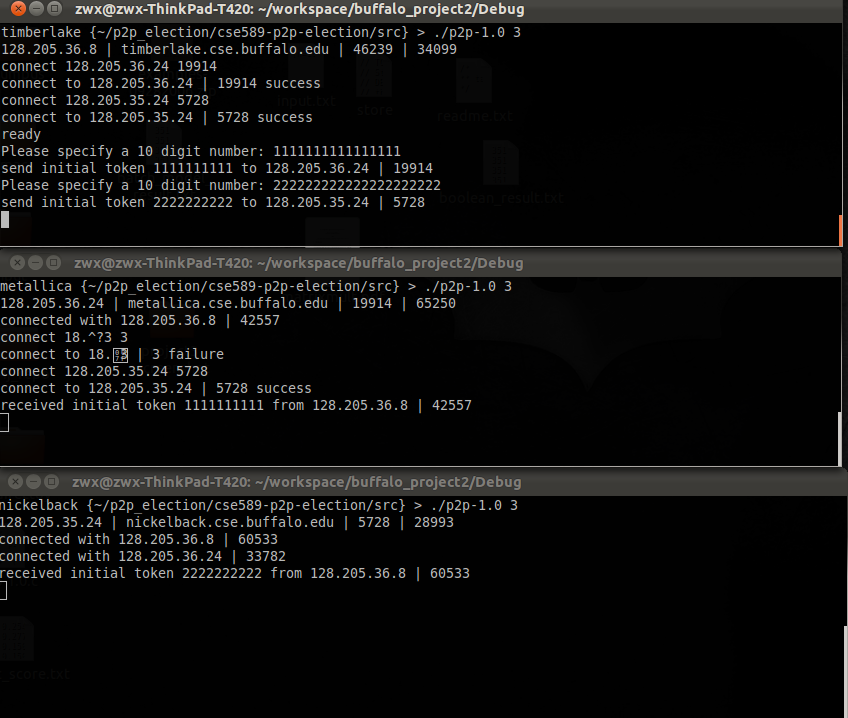 zwx@zwx-ThinkPad-T420: ~/workspace/buffalo_project2/Debug
timberlake {~/p2p_election/cse589-p2p-election/src} > ./p2p-1.0 3
128.205.36.8 | timberlake.cse.buffalo.edu | 46239 | 34099
connect 128.205.36.24 19914
connect to 128.205.36.24 | 19914 success
connect 128.205.35.24 5728
connect to 128.205.35.24 | 5728 success
ready
Please specify a 10 digit number: 1111111111111111
send initial token 1111111111 to 128.205.36.24 | 19914
Please specify a 10 digit number: 222222222222222222222
send initial token 2222222222 to 128.205.35.24 | 5728
input.txt
store
readme.txt
boolean_result.txt
zwx@zwx-ThinkPad-T420: ~/workspace/buffalo_project2/Debug
metallica {~/p2p_election/cse589-p2p-election/src} > ./p2p-1.0 3
128.205.36.24 | metallica.cse.buffalo.edu | 19914 | 65250
connected with 128.205.36.8 | 42557
connect 18.^?3 3
connect to 18. | 3 failure
connect 128.205.35.24 5728
connect to 128.205.35.24 | 5728 success
received initial token 1111111111 from 128.205.36.8 | 42557
zwx@zwx-ThinkPad-T420: ~/workspace/buffalo_project2/Debug
nickelback {~/p2p_election/cse589-p2p-election/src} > ./p2p-1.0 3
128.205.35.24 | nickelback.cse.buffalo.edu | 5728 | 28993
connected with 128.205.36.8 | 60533
connected with 128.205.36.24 | 33782
received initial token 2222222222 from 128.205.36.8 | 60533
_score.txt